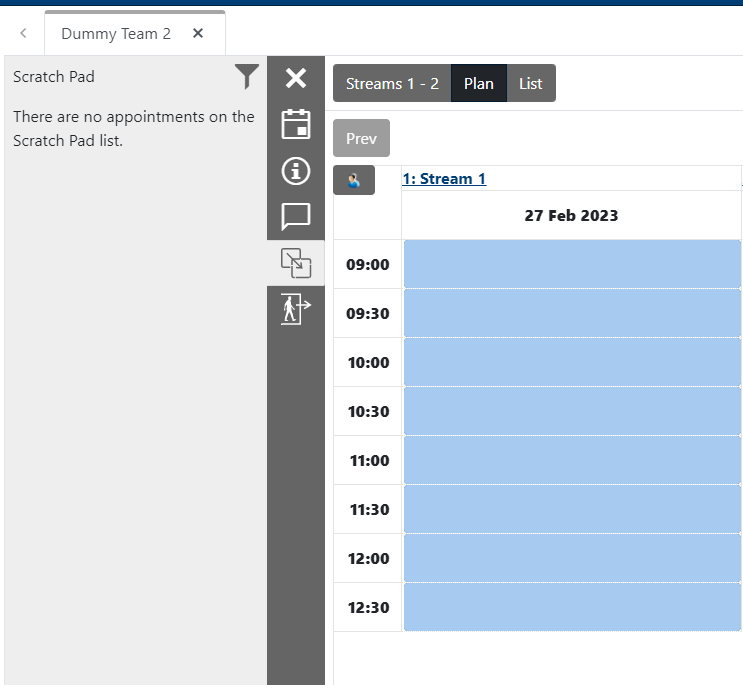 Dummy Team 2
Scratch Pad
There are no appointments on the
Scratch Pad list.
Streams 1 - 2 Plan List
Prev
1: Stream 1
27 Feb 2023
09:00
09:30
10:00
10:30
11:00
11:30
12:00
12:30